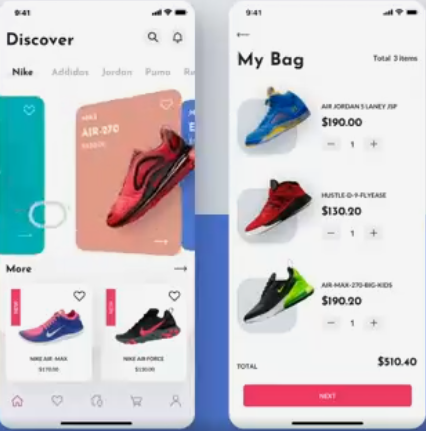 9:41
Discover
Nike Adidas Jordan Puma Re
NIKE
AIR-270
More
NEW
NEW
NIKE AIR-MAX
$170.00
NIKE AIR FORCE
$130.00
9:41
My Bag
Total 3 items
AIR JORDAN 5 LANEY JSP
$190.00
1
HUSTLE-D-9-FLYEASE
$130.20
1
AIR-MAX-270-BIG-KIDS
$190.20
1
TOTAL
$510.40
NEXT